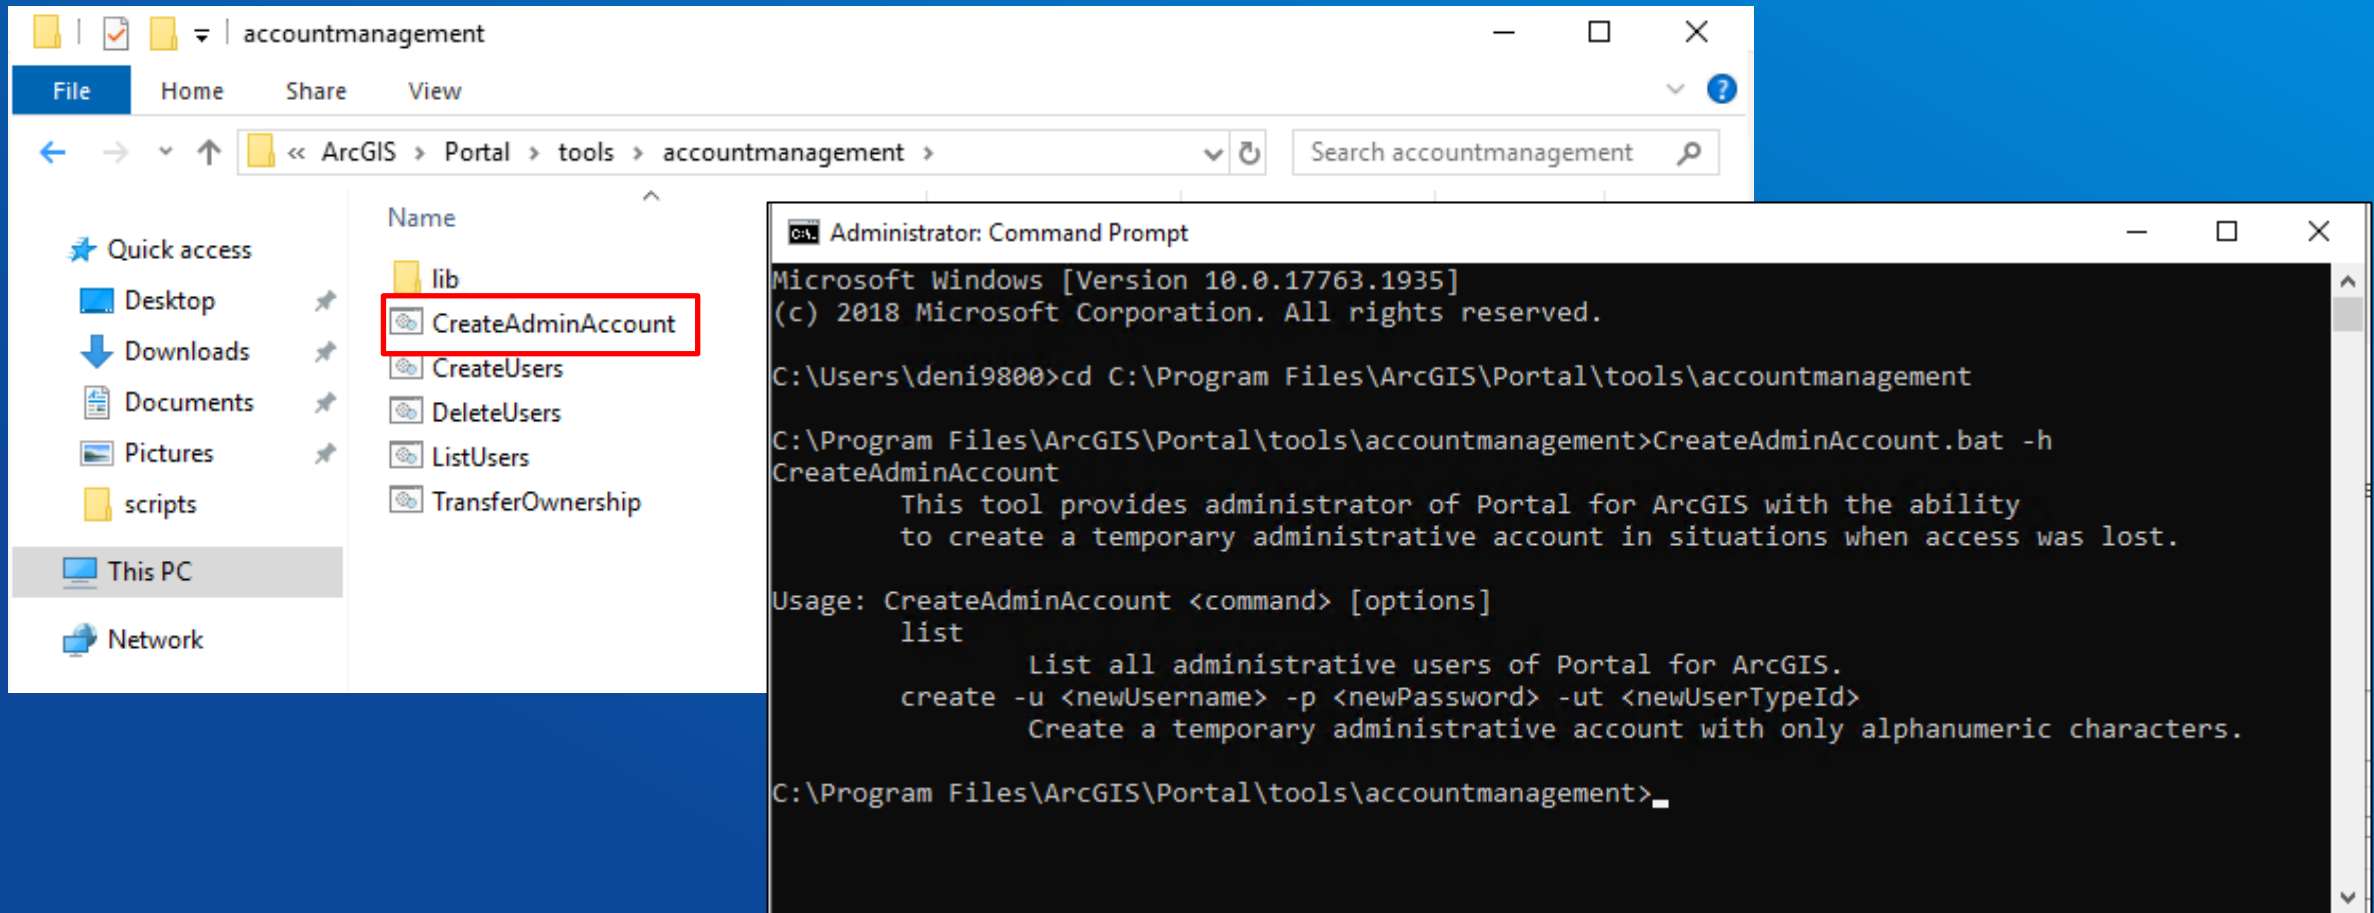 accountmanagement
File Home Share View
« ArcGIS > Portal > tools > accountmanagement >
Search accountmanagement
Name
Quick access
Desktop
Downloads
Documents
Pictures
scripts
This PC
Network
lib
CreateAdminAccount
CreateUsers
DeleteUsers
ListUsers
TransferOwnership
Administrator: Command Prompt
Microsoft Windows [Version 10.0.17763.1935]
(c) 2018 Microsoft Corporation. All rights reserved.
C:\Users\deni9800>cd C:\Program Files\ArcGIS\Portal\tools\accountmanagement
C:\Program Files\ArcGIS\Portal\tools\accountmanagement>CreateAdminAccount.bat -h
CreateAdminAccount
This tool provides administrator of Portal for ArcGIS with the ability
to create a temporary administrative account in situations when access was lost.
Usage: CreateAdminAccount <command> [options]
list
List all administrative users of Portal for ArcGIS.
create -u <newUsername> -p <newPassword> -ut <newUserTypeId>
Create a temporary administrative account with only alphanumeric characters.
C:\Program Files\ArcGIS\Portal\tools\accountmanagement>